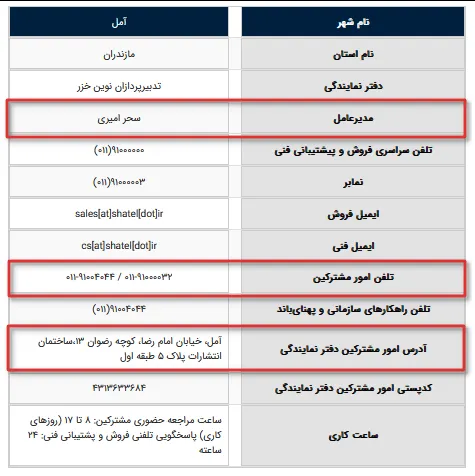 نام شهر آمل
نام استان مازندران
دفتر نمایندگی تدبیرپردازان نوین خزر
مدیرعامل سحر امیری
تلفن سراسری فروش و پیشتیبانی فنی ۹۱۰۰۰۰۰۰(۰۱۱)
نمابر ۹۱۰۰۰۰۰۳(۰۱۱)
ایمیل فروش sales[at]shatel[dot]ir
ایمیل فنی cs[at]shatel[dot]ir
تلفن امور مشترکین ۰۱۱-۹۱۰۰۰۰۳۲ / ۰۱۱-۹۱۰۰۴۰۴۴
تلفن راهکارهای سازمانی و پهنای‌باند ۹۱۰۰۴۰۴۴(۰۱۱)
آدرس امور مشترکین دفتر نمایندگی آمل، خیابان امام رضا، کوچه رضوان ۱۳،ساختمان
انتشارات پلاک ۵ طبقه اول
کدپستی امور مشترکین دفتر نمایندگی ۴۳۱۳۶۳۳۶۸۴
ساعت کاری ساعت مراجعه حضوری مشترکین: ۸ تا ۱۷ (روزهای
کاری) پاسخگویی تلفنی فروش و پشتیبانی فنی: ۲۴
ساعته